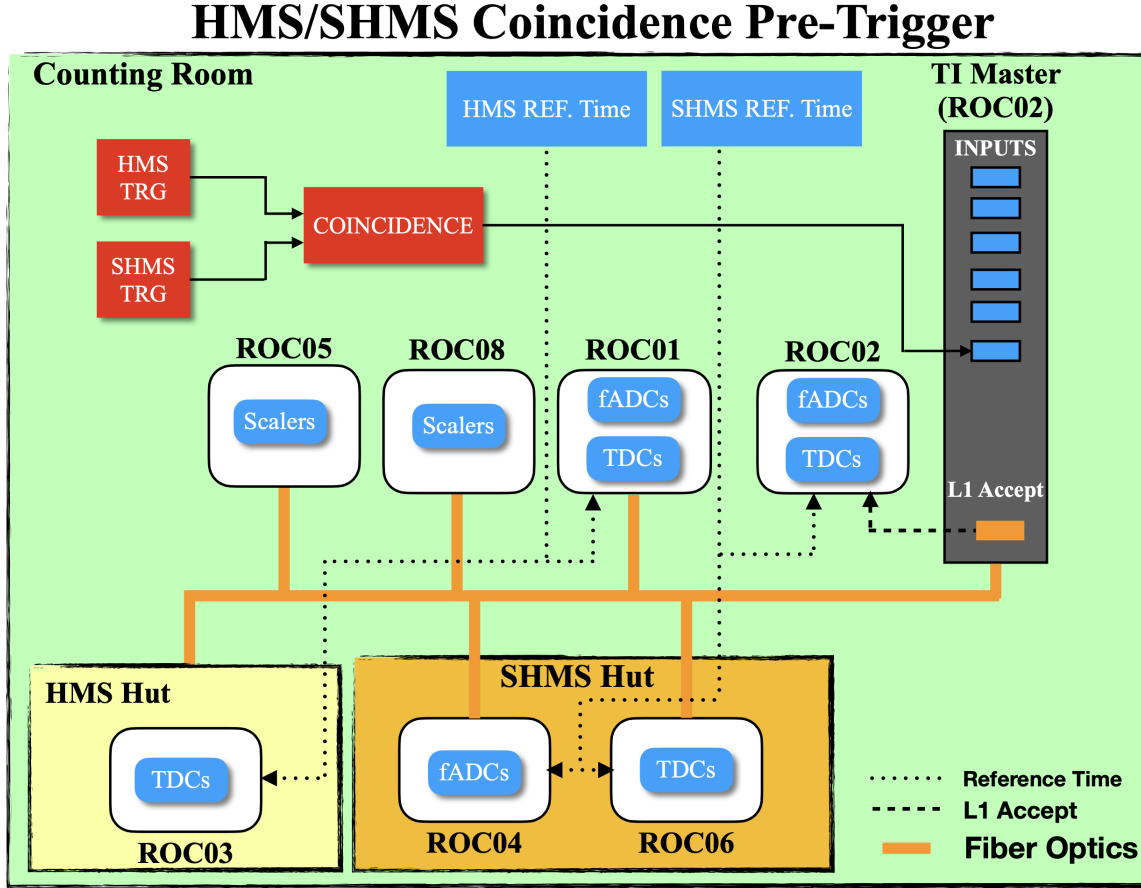 HMS/SHMS Coincidence Pre-Trigger
Counting Room
HMS REF. Time
SHMS REF. Time
TI Master
(ROC02)
INPUTS
HMS
TRG
COINCIDENCE
SHMS
TRG
ROC05
ROC08
ROC01
ROC02
Scalers
Scalers
fADCs
TDCs
fADCs
TDCs
L1 Accept
HMS Hut
SHMS Hut
TDCs
fADCs
TDCs
ROC03
ROC04
ROC06
Reference Time
L1 Accept
Fiber Optics